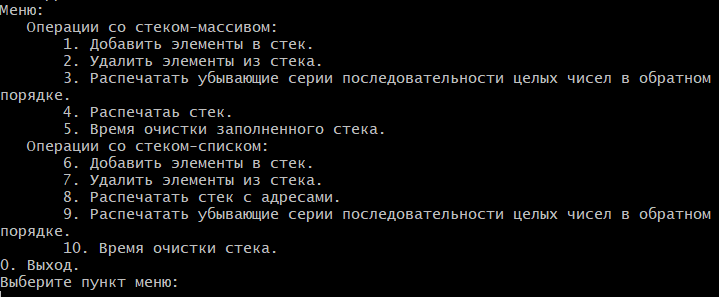 Меню:
Операции со стеком-массивом:
1. Добавить элементы в стек.
2. Удалить элементы из стека.
3. Распечатать убывающие серии последовательности целых чисел в обратном
порядке.
4. Распечатаь стек.
5. Время очистки заполненного стека.
Операции со стеком-списком:
6. Добавить элементы в стек.
7. Удалить элементы из стека.
8. Распечатать стек с адресами.
9. Распечатать убывающие серии последовательности целых чисел в обратном
порядке.
10. Время очистки стека.
0. Выход.
Выберите пункт меню: